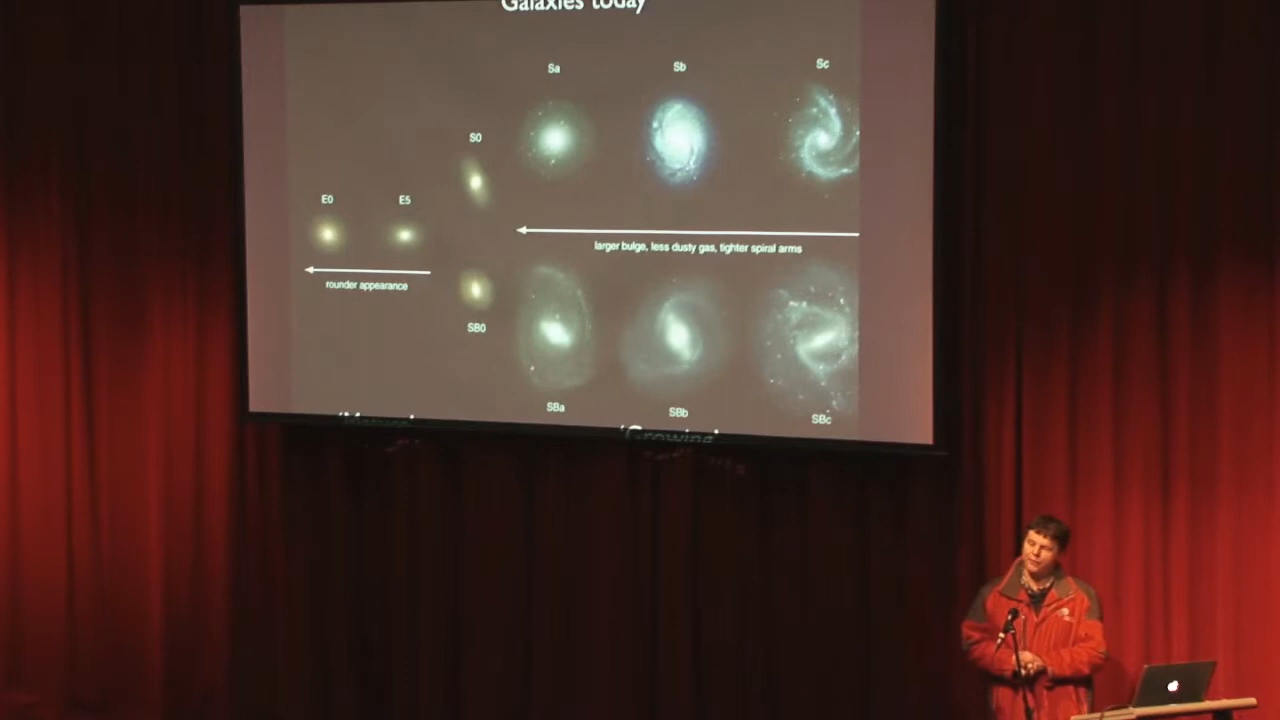 Galaxies today
Sa
Sb
Sc
S0
E0
E5
larger bulge, less dusty gas, tighter spiral arms
rounder appearance
SB0
SBa
SBb
SBc
'Growing'